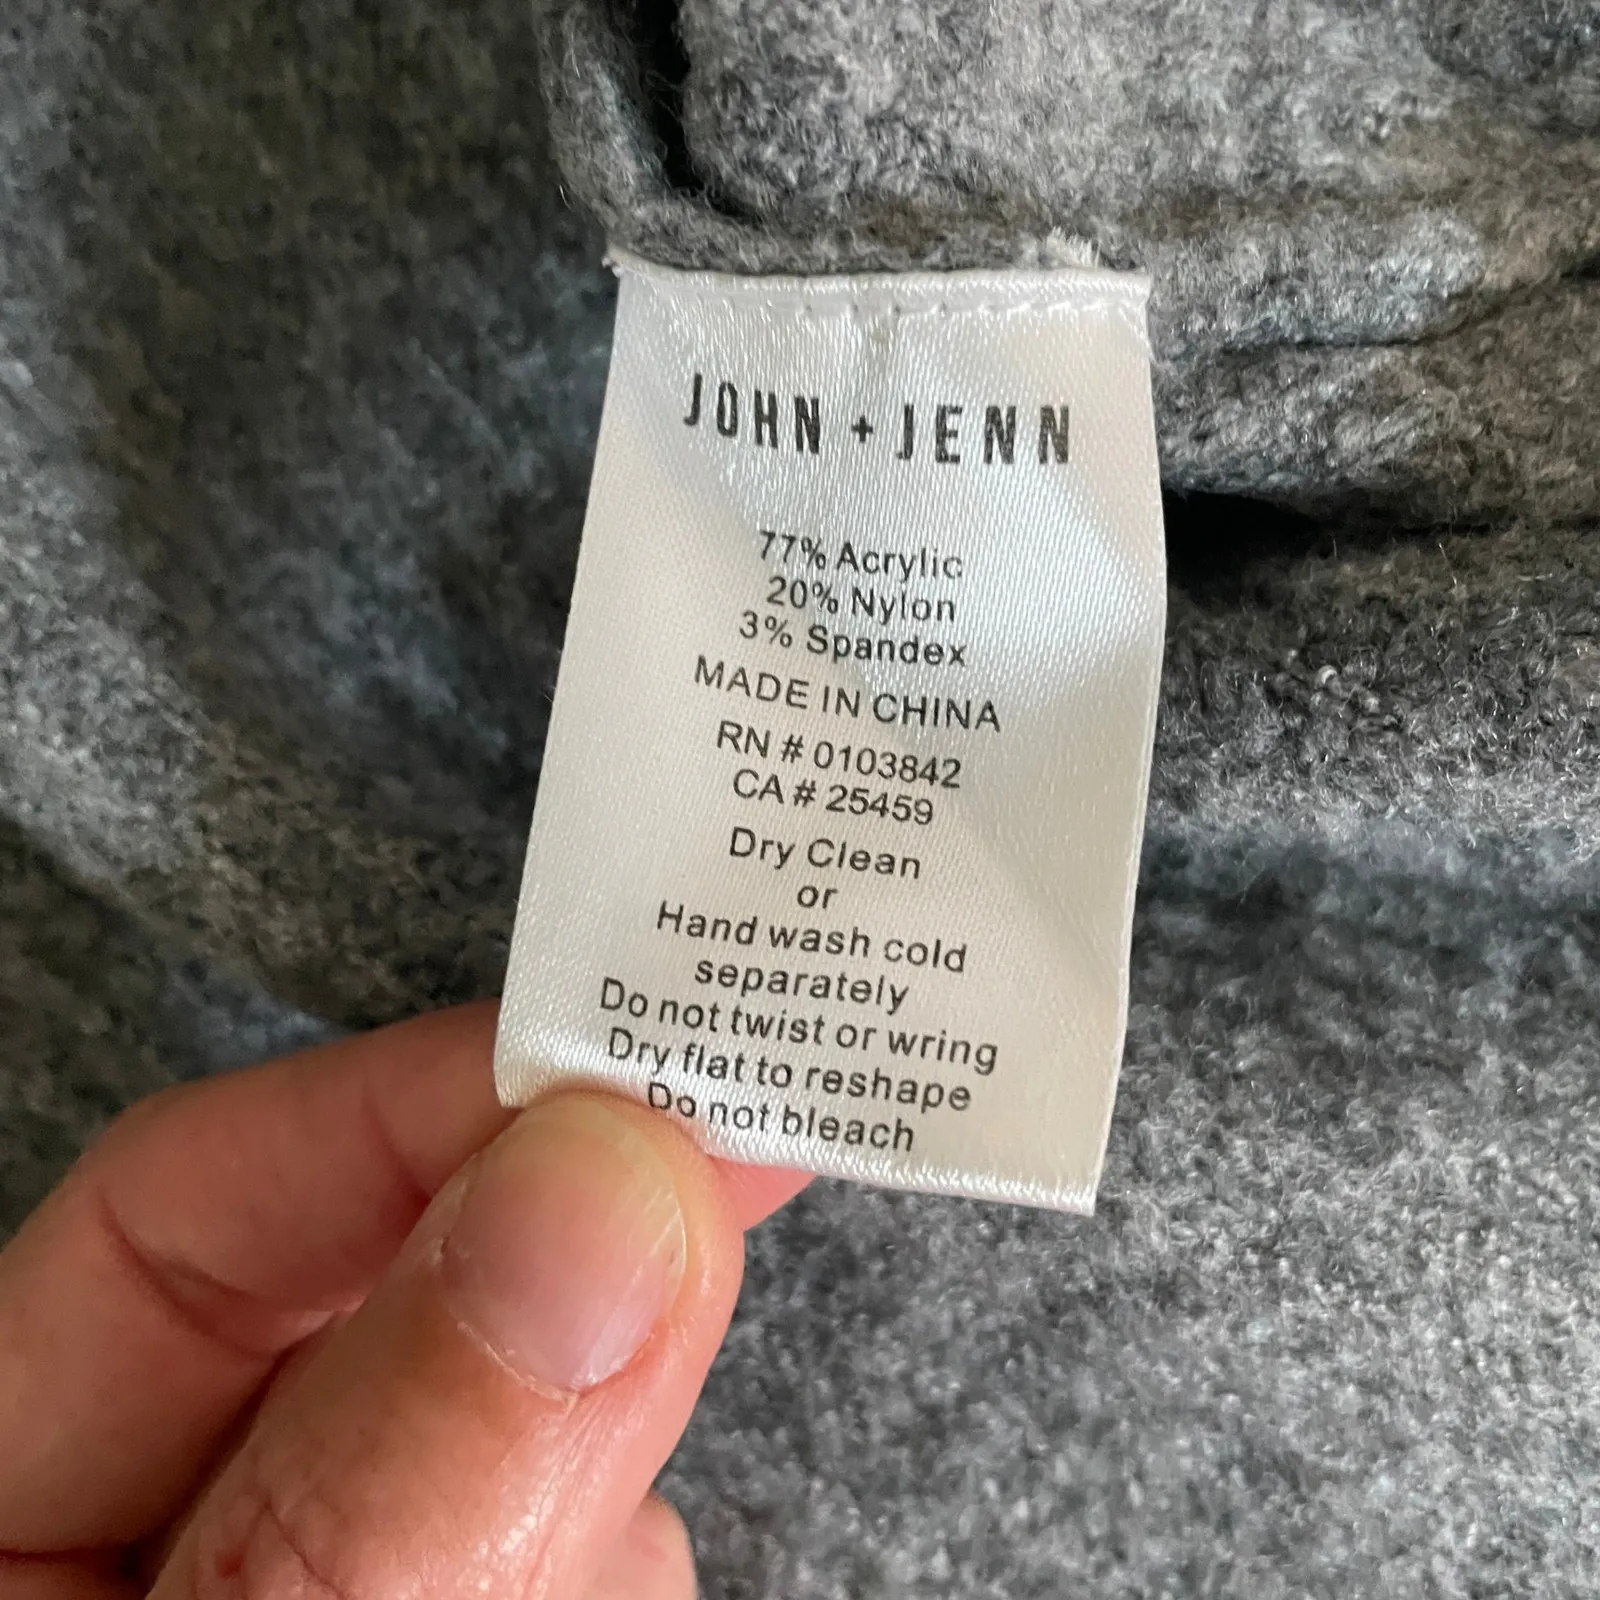 JOHN + JENN
77% Acrylic
20% Nylon
3% Spandex
MADE IN CHINA
RN # 0103842
CA # 25459
Dry Clean
or
Hand wash cold
separately
Do not twist or wring
Dry flat to reshape
Do not bleach